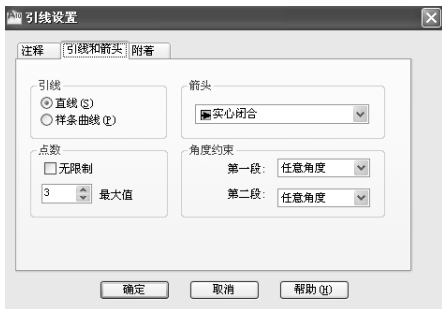 引线设置
注释 引线和箭头 附着
引线 箭头
直线(S)
样条曲线(P)
实心闭合
点数 角度约束
无限制 第一段: 任意角度
3 最大值 第二段: 任意角度
确定 取消 帮助(H)